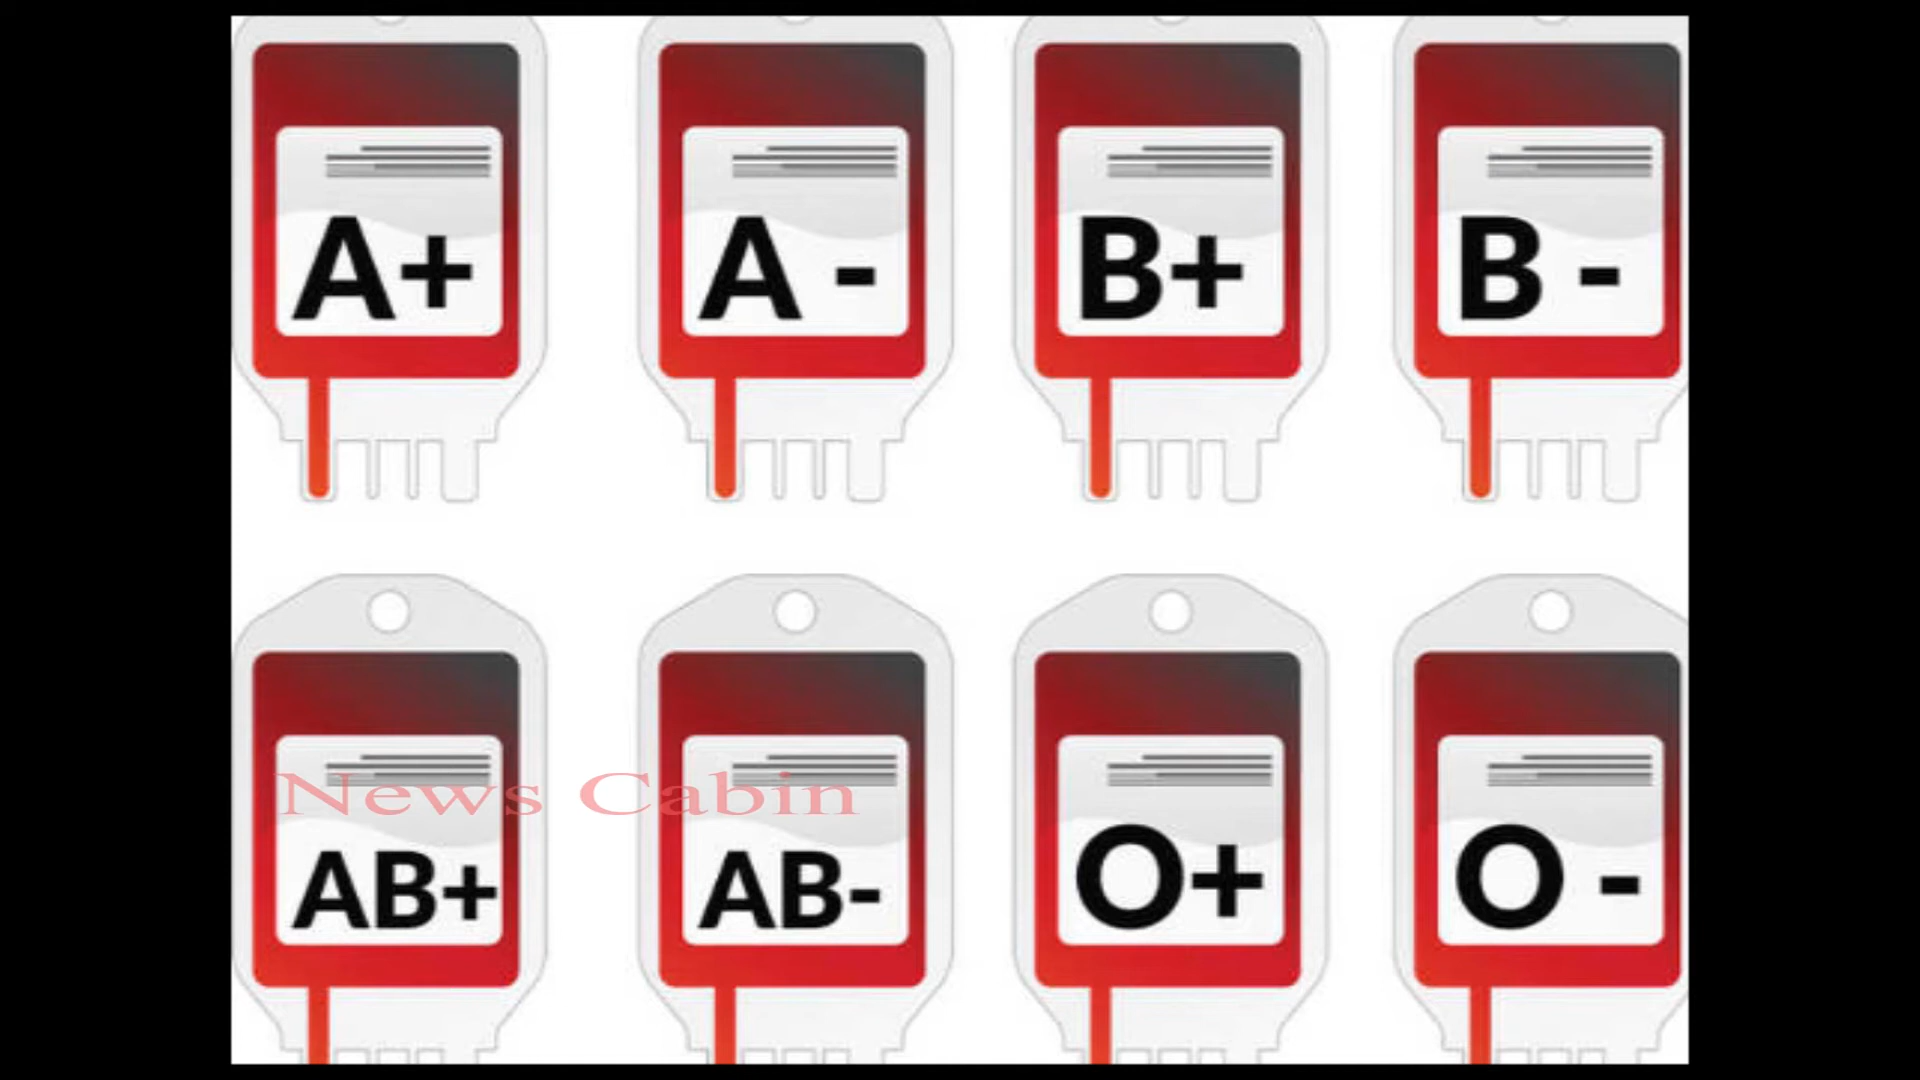 A+
A -
B+
B -
News Cabin
AB+
AB-
O+
O -